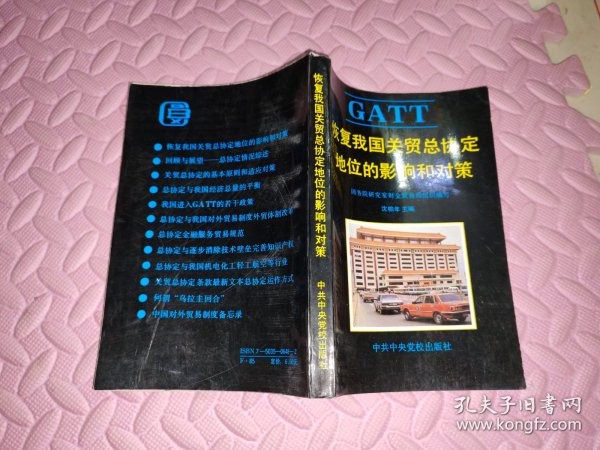 恢复我国关贸总协定地位的影响和对策
回顾与展望——总协定情况综述
关贸总协定的基本原则和适应对策
总协定与我国经济总量的平衡
我国进入GATT的若干政策
总协定与我国对外贸易制度外贸体制改革
总协定金融服务贸易规范
总协定与逐步消除技术壁垒完善知识产权
总协定与我国机电化工轻工航空等行业
关贸总协定条款最新文本总协定运作方式
何谓“乌拉圭回合”
中国对外贸易制度备忘录
ISBN 7-5035-0648-2
F·85
恢复我国关贸总协定地位的影响和对策
中共中央党校出版社
GATT
恢复我国关贸总协定
地位的影响和对策
主编
中共中央党校出版社
孔夫子旧书网
www.kongfz.com